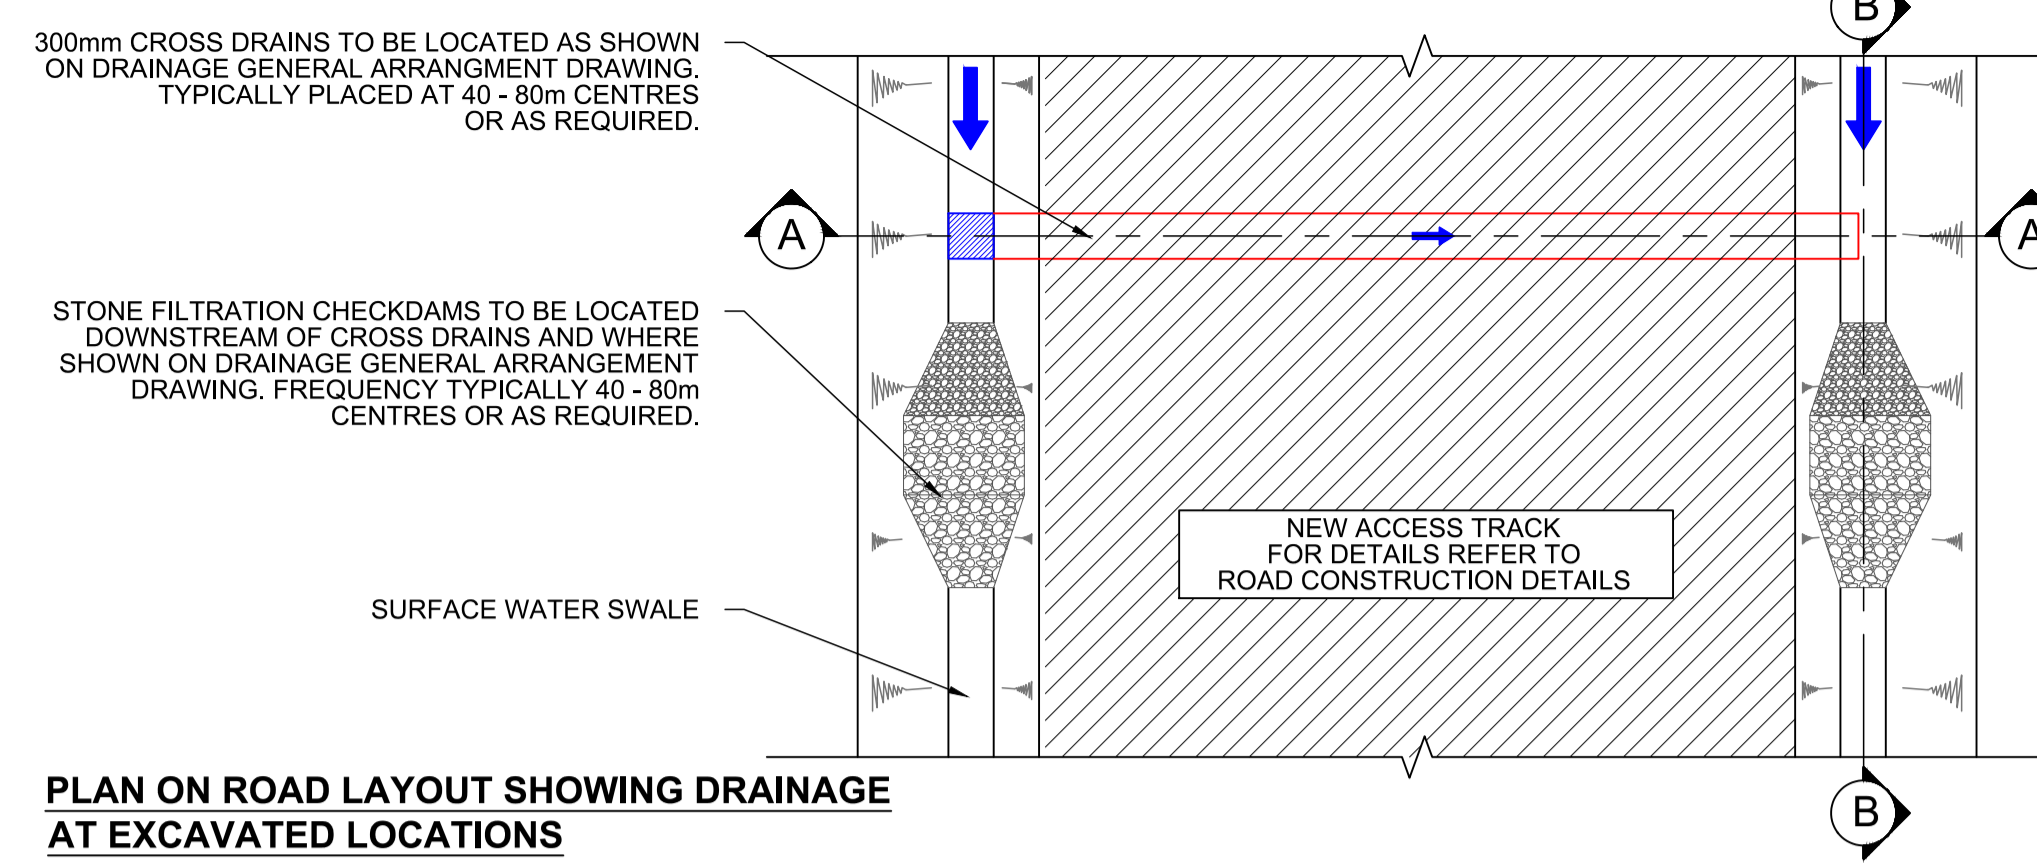 300mm CROSS DRAINS TO BE LOCATED AS SHOWN
ON DRAINAGE GENERAL ARRANGMENT DRAWING.
TYPICALLY PLACED AT 40 - 80m CENTRES
OR AS REQUIRED.
B
A
A
STONE FILTRATION CHECKDAMS TO BE LOCATED
DOWNSTREAM OF CROSS DRAINS AND WHERE
SHOWN ON DRAINAGE GENERAL ARRANGEMENT
DRAWING. FREQUENCY TYPICALLY 40 - 80m
CENTRES OR AS REQUIRED.
NEW ACCESS TRACK
FOR DETAILS REFER TO
ROAD CONSTRUCTION DETAILS
SURFACE WATER SWALE
PLAN ON ROAD LAYOUT SHOWING DRAINAGE
AT EXCAVATED LOCATIONS
B